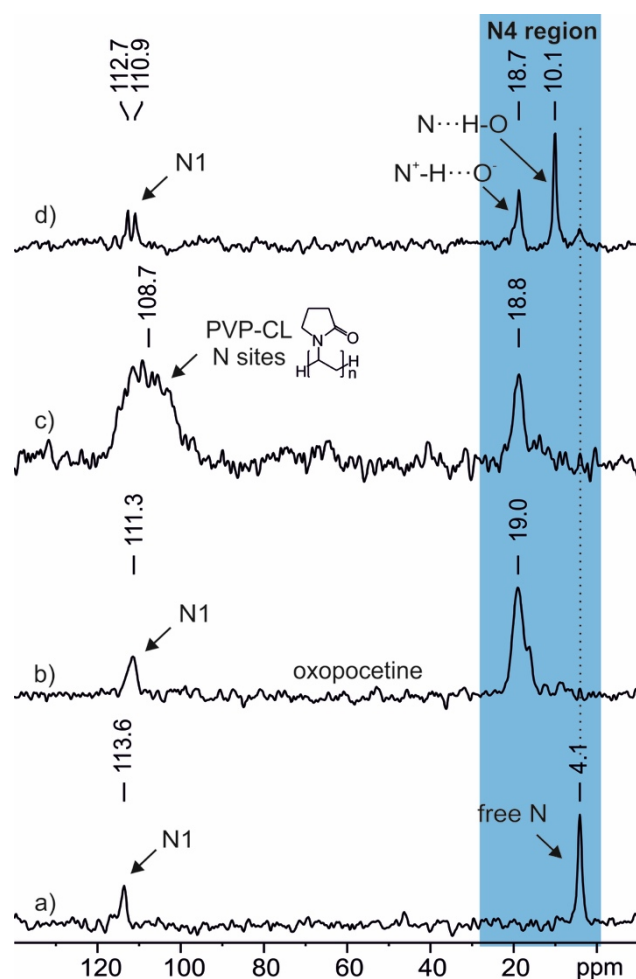 N4 region
112.7
110.9
18.7
10.1
N···H-O
N⁺-H···O⁻
N1
d)
108.7
18.8
PVP-CL
N sites
N
O
H
H
n
c)
111.3
19.0
N1
oxopocetine
b)
113.6
4.1
free N
N1
a)
120 100 80 60 40 20 ppm